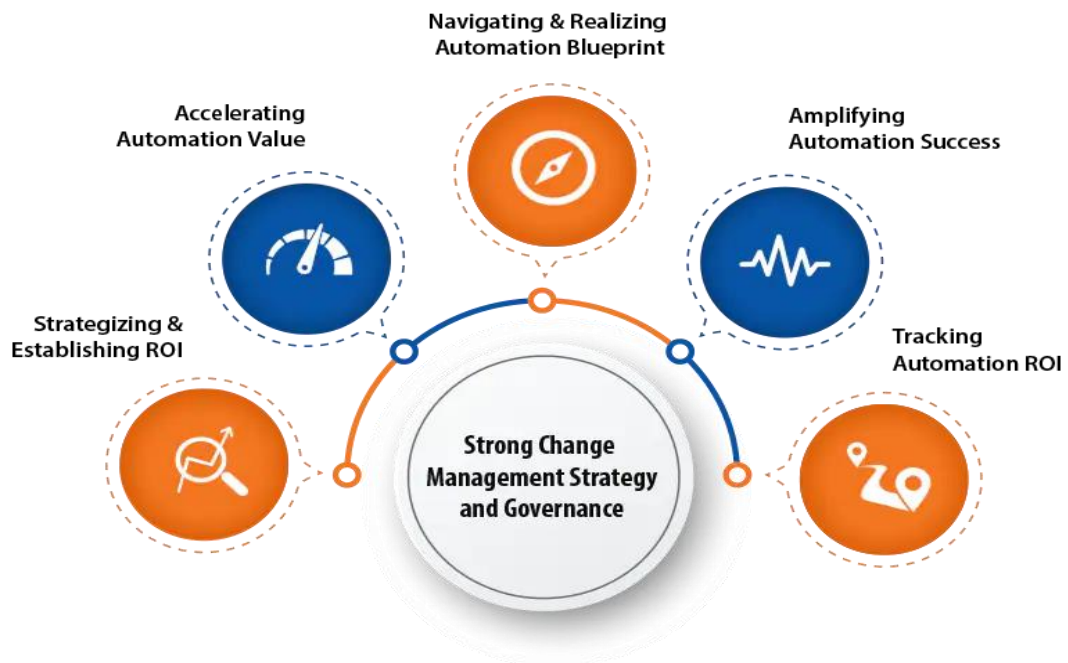 Navigating & Realizing
Automation Blueprint
Accelerating
Automation Value
Amplifying
Automation Success
Strategizing &
Establishing ROI
Tracking
Automation ROI
Strong Change
Management Strategy
and Governance